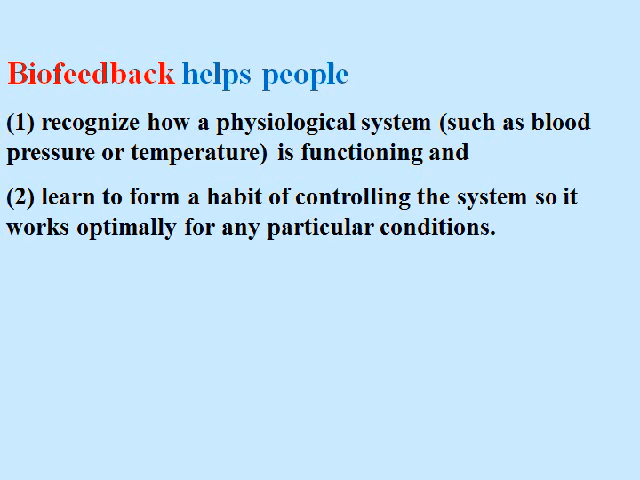 Biofeedback helps people
(1) recognize how a physiological system (such as blood
pressure or temperature) is functioning and
(2) learn to form a habit of controlling the system so it
works optimally for any particular conditions.